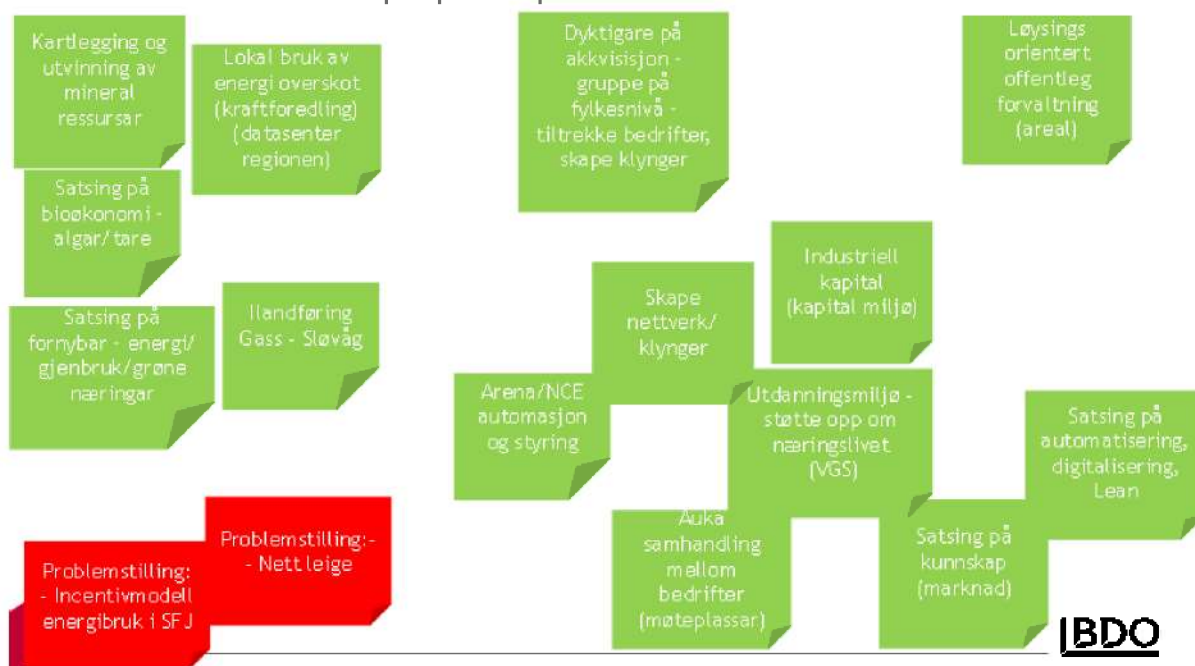 Kartlegging og
utvinning av
mineral
ressursar
Lokal bruk av
energi overskot
(kraftforedling)
(datasenter
regionen)
Dyktigare på
akkvisisjon -
gruppe på
fylkesnivå -
tiltrekke bedrifter,
skape klynger
Løysings
orientert
offentleg
forvaltning
(areal)
Satsing på
bioøkonomi -
algar/tare
Satsing på
fornybar - energi/
gjenbruk/grøne
næringar
Ilandføring
Gass - Sløvåg
Skape
nettverk/
klynger
Industriell
kapital
(kapital miljø)
Arena/NCE
automasjon
og styring
Utdanningsmiljø -
støtte opp om
næringslivet
(VGS)
Satsing på
automatisering,
digitalisering,
Lean
Auka
samhandling
mellom
bedrifter
(møteplassar)
Satsing på
kunnskap
(marknad)
Problemstilling:-
- Nett leige
Problemstilling:
- Incentivmodell
energibruk i SFJ
BDO